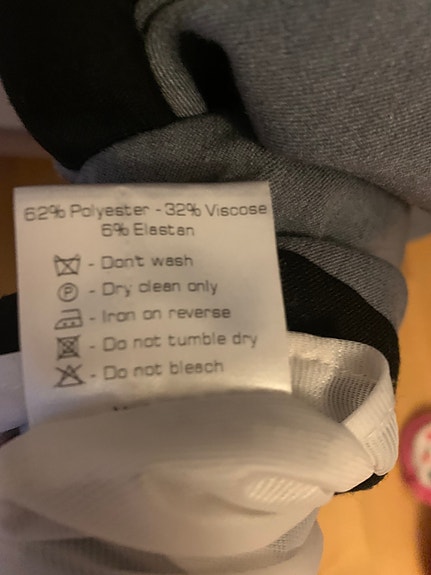 62% Polyester - 32% Viscose
6% Elastan
- Don't wash
P - Dry clean only
- Iron on reverse
- Do not tumble dry
- Do not bleach